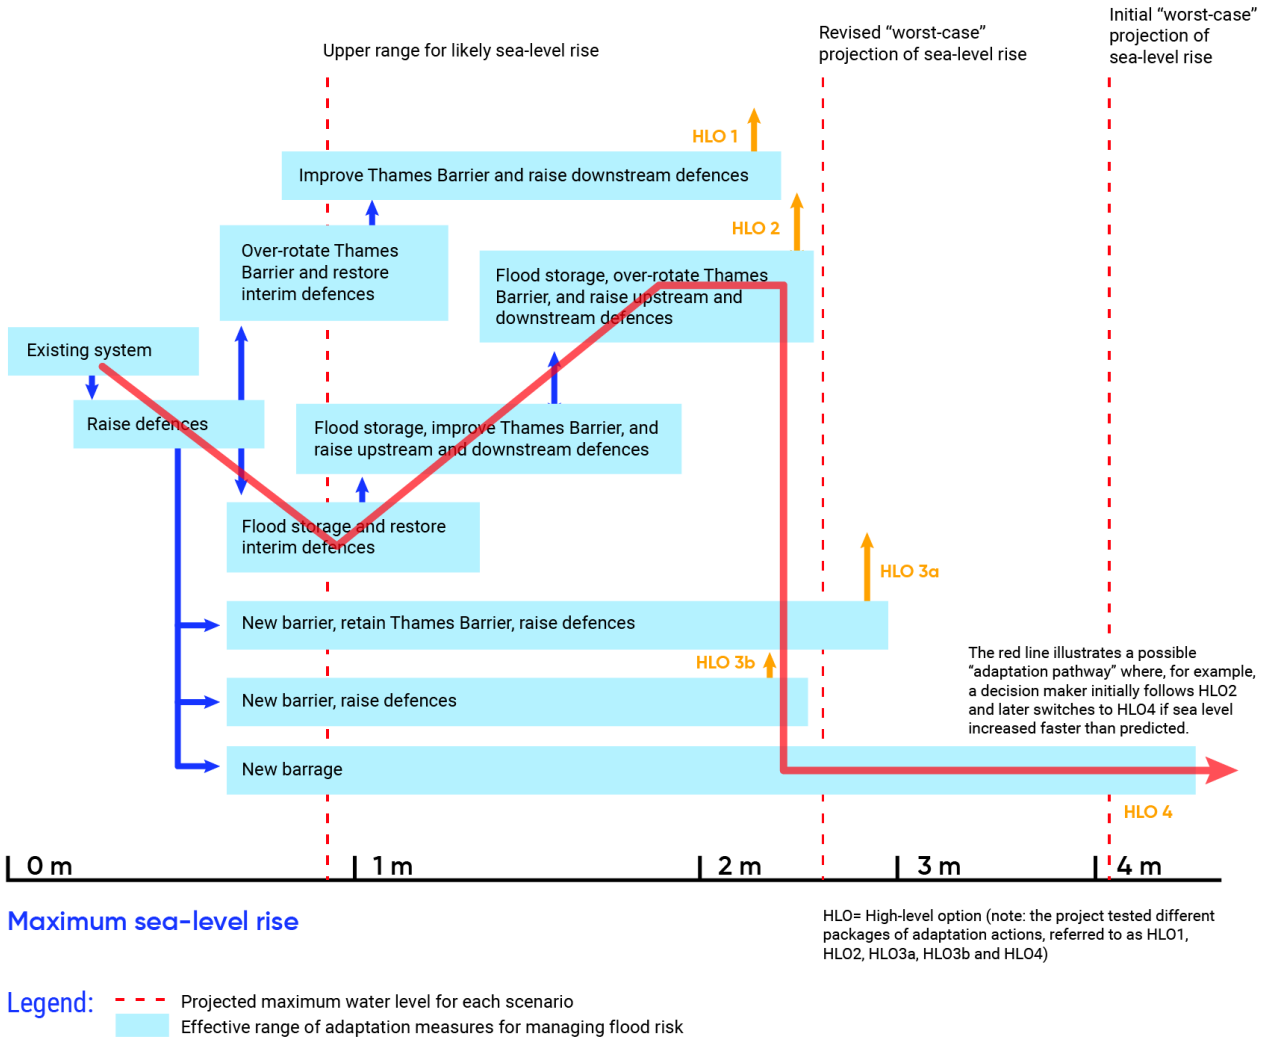 Initial “worst-case”
projection of
sea-level rise
Revised “worst-case”
projection of sea-level rise
Upper range for likely sea-level rise
HLO 1
Improve Thames Barrier and raise downstream defences
HLO 2
Over-rotate Thames
Barrier and restore
interim defences
Flood storage, over-rotate Thames
Barrier, and raise upstream and
downstream defences
Existing system
Raise defences
Flood storage, improve Thames Barrier, and
raise upstream and downstream defences
Flood storage and restore
interim defences
HLO 3a
New barrier, retain Thames Barrier, raise defences
HLO 3b
New barrier, raise defences
The red line illustrates a possible
“adaptation pathway” where, for example,
a decision maker initially follows HLO2
and later switches to HLO4 if sea level
increased faster than predicted.
New barrage
HLO 4
0 m
1 m
2 m
3 m
4 m
Maximum sea-level rise
HLO= High-level option (note: the project tested different
packages of adaptation actions, referred to as HLO1,
HLO2, HLO3a, HLO3b and HLO4)
Legend:
Projected maximum water level for each scenario
Effective range of adaptation measures for managing flood risk